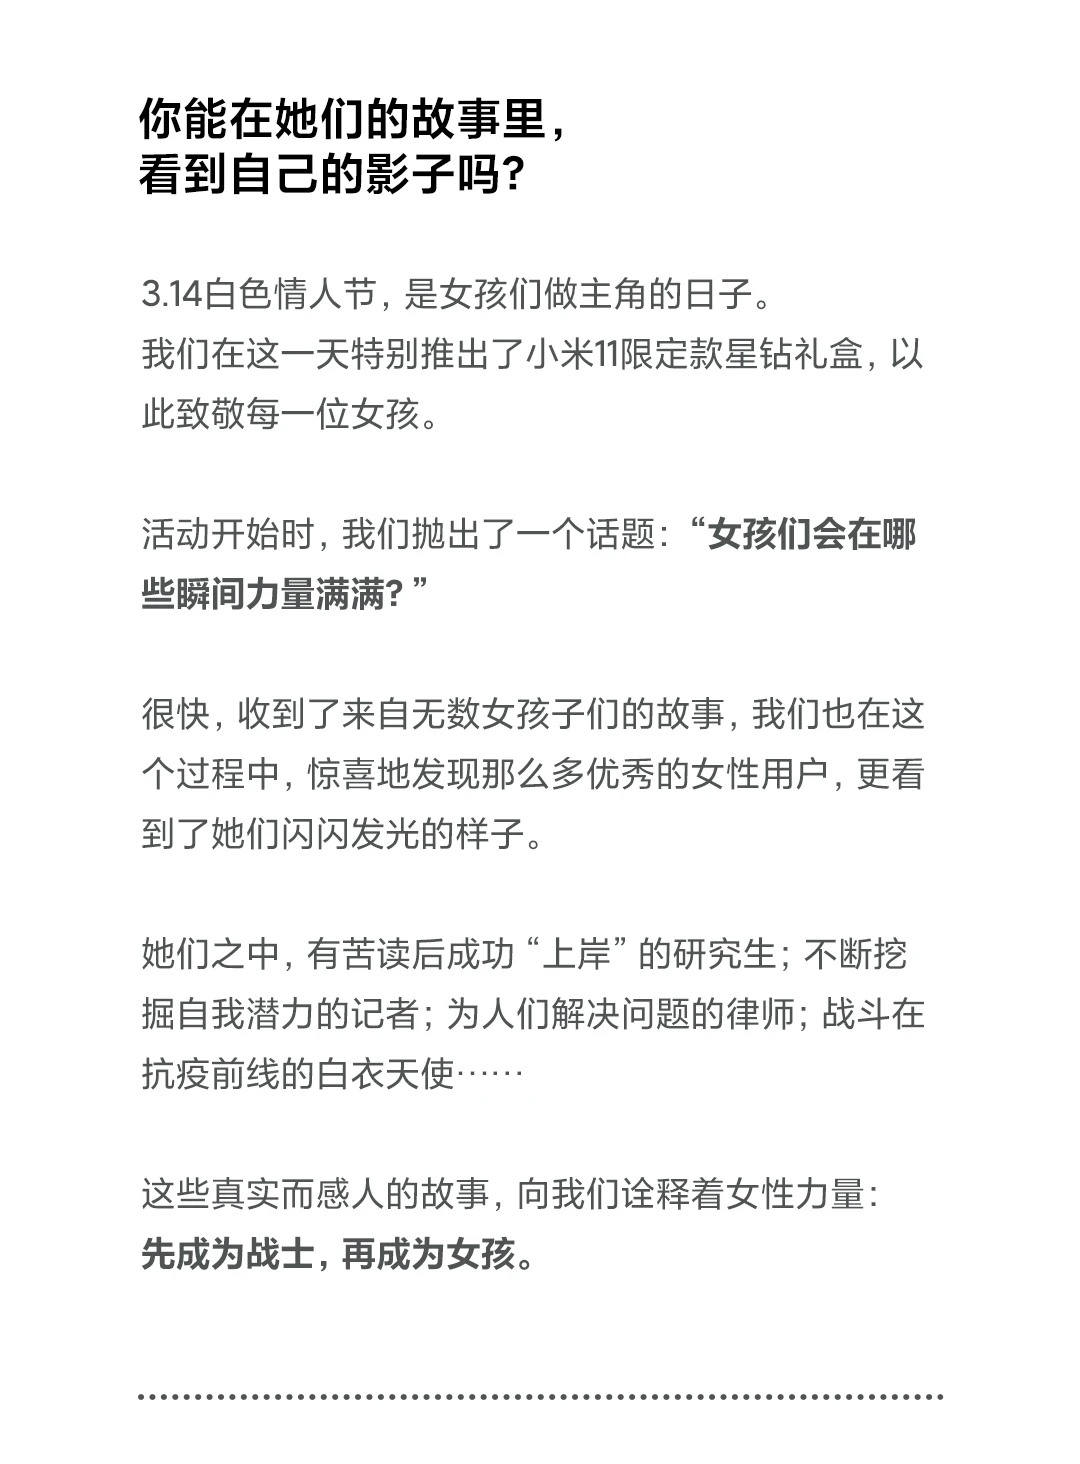 你能在她们的故事里，
看到自己的影子吗？
3.14白色情人节，是女孩们做主角的日子。
我们在这一天特别推出了小米11限定款星钻礼盒，以
此致敬每一位女孩。
活动开始时，我们抛出了一个话题：“女孩们会在哪
些瞬间力量满满？”
很快，收到了来自无数女孩子们的故事，我们也在这
个过程中，惊喜地发现那么多优秀的女性用户，更看
到了她们闪闪发光的样子。
她们之中，有苦读后成功“上岸”的研究生；不断挖
掘自我潜力的记者；为人们解决问题的律师；战斗在
抗疫前线的白衣天使……
这些真实而感人的故事，向我们诠释着女性力量：
先成为战士，再成为女孩。